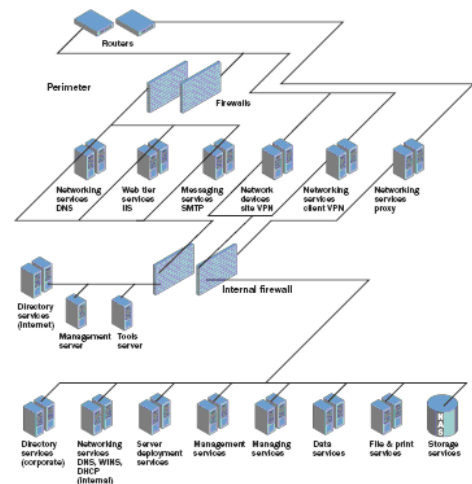 Routers
Perimeter
Firewalls
Networking
services
DNS
Web tier
services
IIS
Messaging
services
SMTP
Network
devices
site VPN
Networking
services
client VPN
Networking
services
proxy
Internal firewall
Directory
services
(Internet)
Management
server
Tools
server
Directory
services
(corporate)
Networking
services
DNS, WINS,
DHCP
(Internal)
Server
deployment
services
Management
services
Managing
services
Data
services
File & print
services
NAS
Storage
services